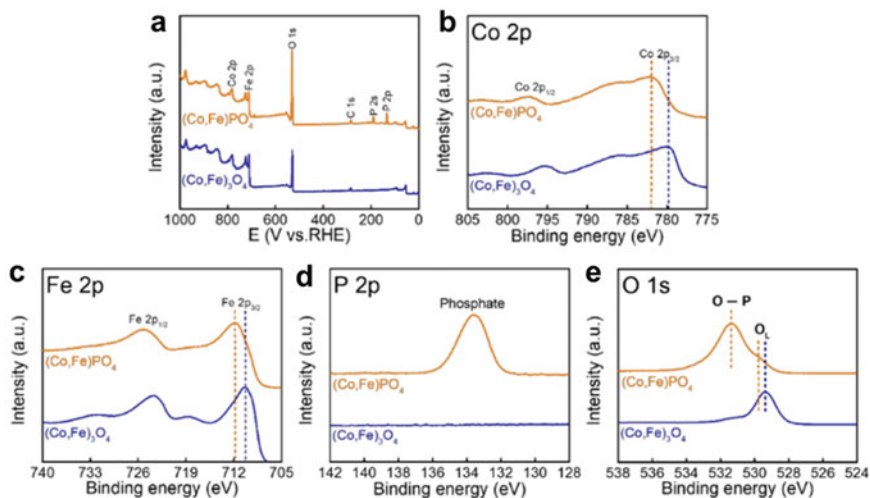 a
Intensity (a.u.)
Co 2p
Fe 2p
O 1s
C 1s
P 2s
P 2p
(Co,Fe)PO₄
(Co,Fe)₃O₄
1000 800 600 400 200 0
E (V vs.RHE)
b
Co 2p
Intensity (a.u.)
Co 2p₃/₂
Co 2p₁/₂
(Co,Fe)PO₄
(Co,Fe)₃O₄
805 800 795 790 785 780 775
Binding energy (eV)
c
Fe 2p
Intensity (a.u.)
Fe 2p₃/₂
Fe 2p₁/₂
(Co,Fe)PO₄
(Co,Fe)₃O₄
740 733 726 719 712 705
Binding energy (eV)
d
P 2p
Intensity (a.u.)
Phosphate
(Co,Fe)PO₄
(Co,Fe)₃O₄
142 140 138 136 134 132 130 128
Binding energy (eV)
e
O 1s
Intensity (a.u.)
O — P
O_L
(Co,Fe)PO₄
(Co,Fe)₃O₄
538 536 534 532 530 528 526 524
Binding energy (eV)